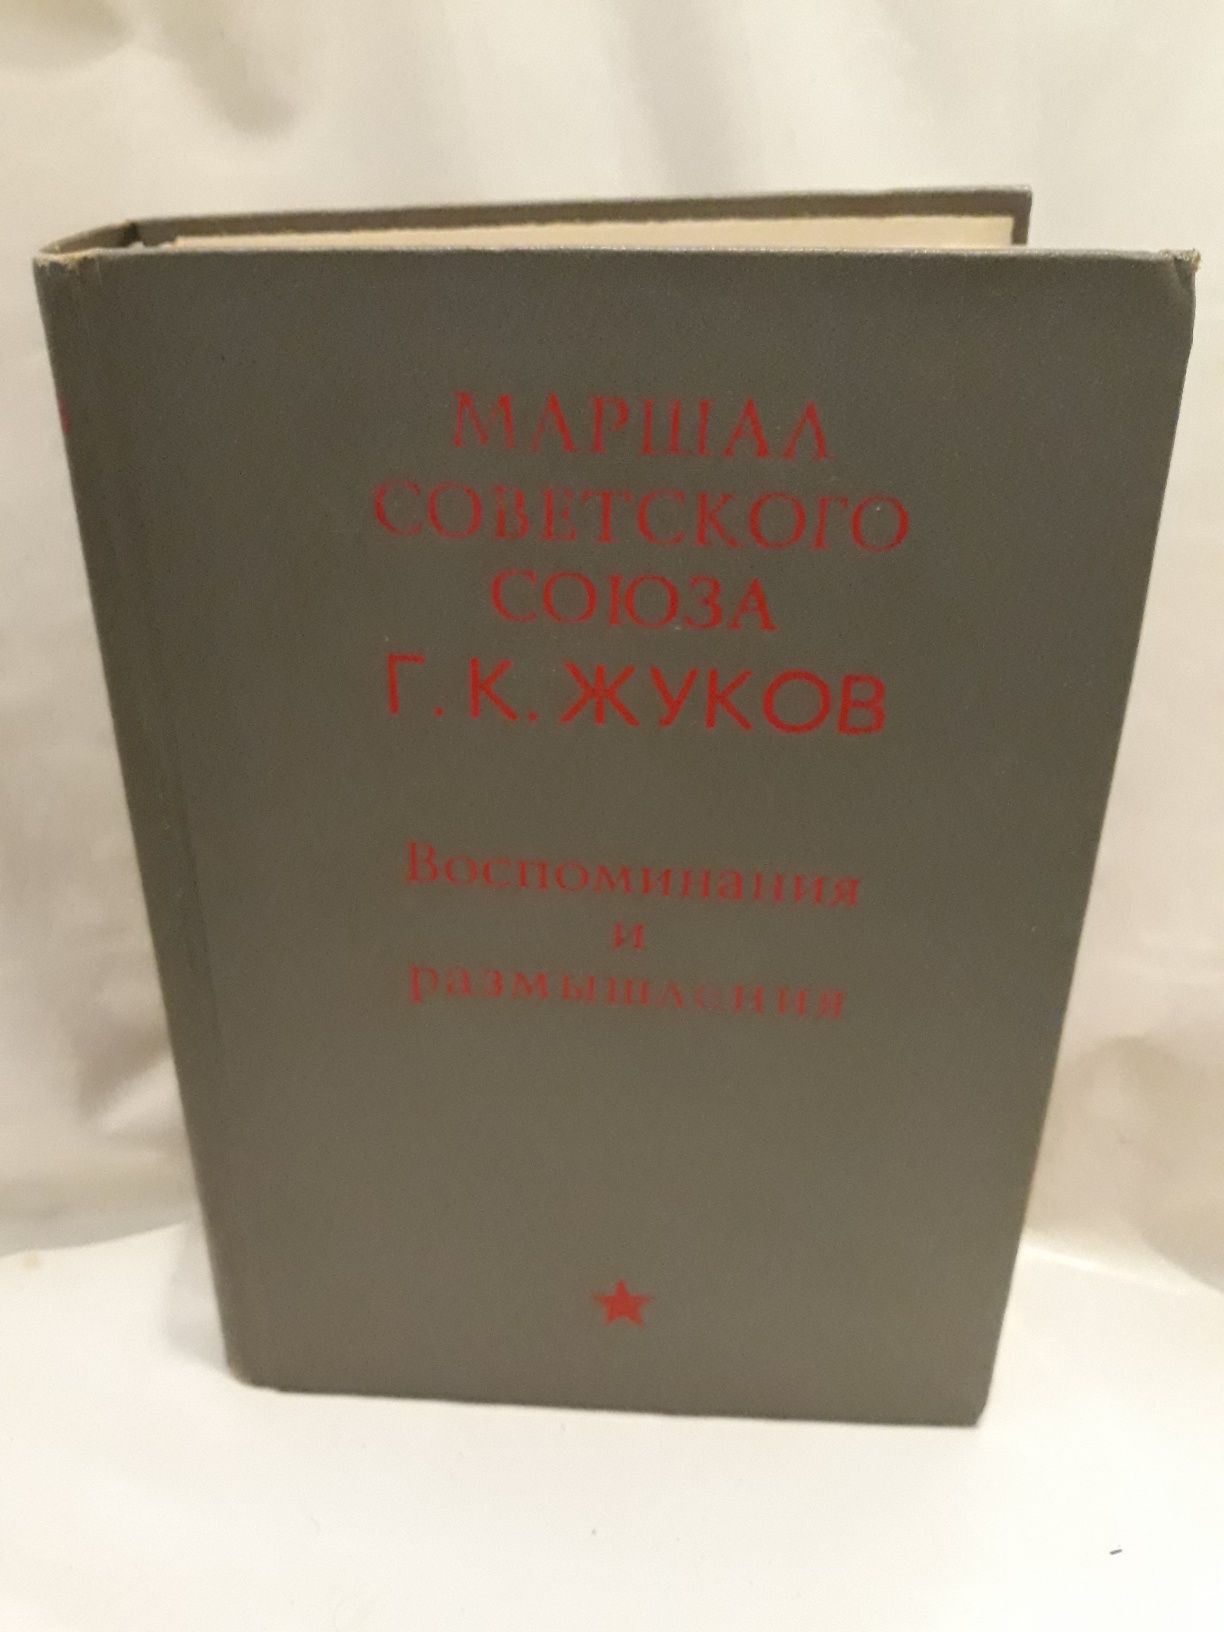 МАРШАЛ
СОВЕТСКОГО
СОЮЗА
Г. К. ЖУКОВ
Воспоминания
и
размышления